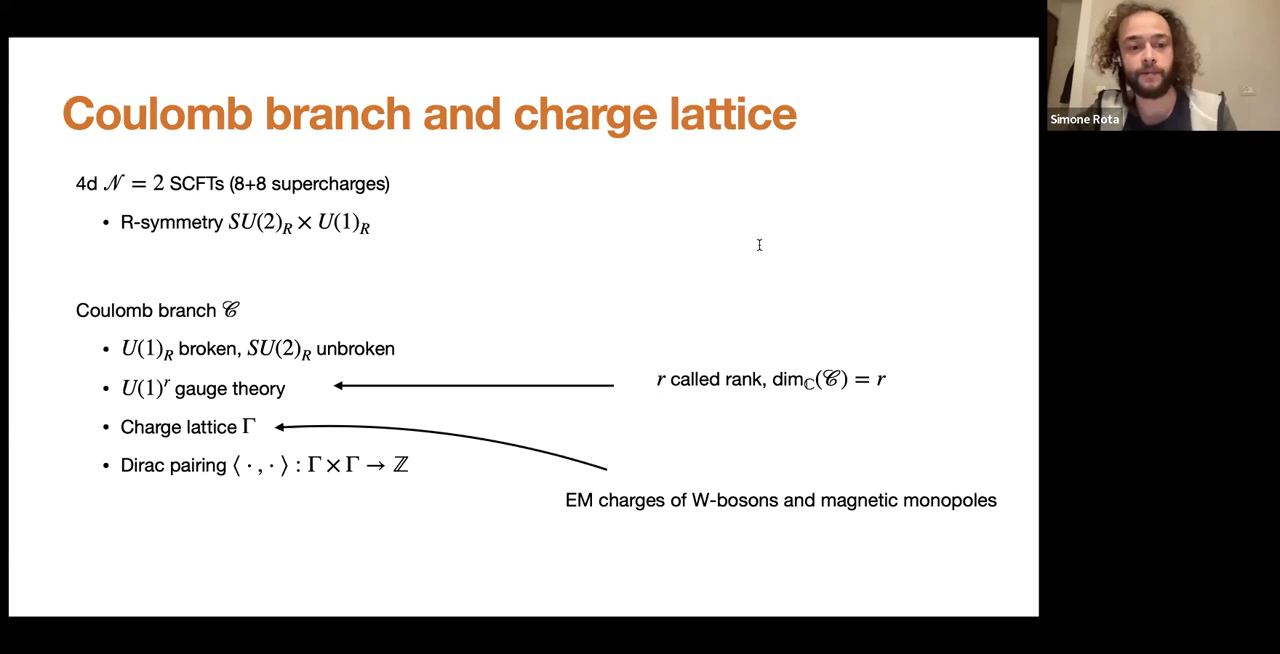 Coulomb branch and charge lattice
Simone Rota
4d 𝒩 = 2 SCFTs (8+8 supercharges)
• R-symmetry SU(2)_R × U(1)_R
Coulomb branch 𝒞
• U(1)_R broken, SU(2)_R unbroken
• U(1)^r gauge theory
r called rank, dim_ℂ(𝒞) = r
• Charge lattice Γ
• Dirac pairing ⟨ · , · ⟩ : Γ × Γ → ℤ
EM charges of W-bosons and magnetic monopoles